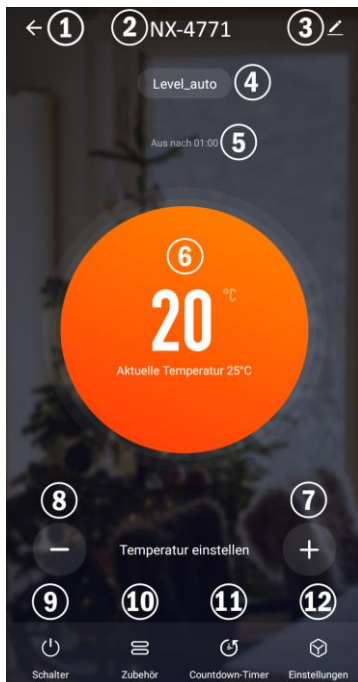 1 2 NX-4771 3
Level_auto 4
Aus nach 01:00 5
6
20 °C
Aktuelle Temperatur 25°C
8 7
− Temperatur einstellen +
9 10 11 12
Schalter Zubehör Countdown-Timer Einstellungen